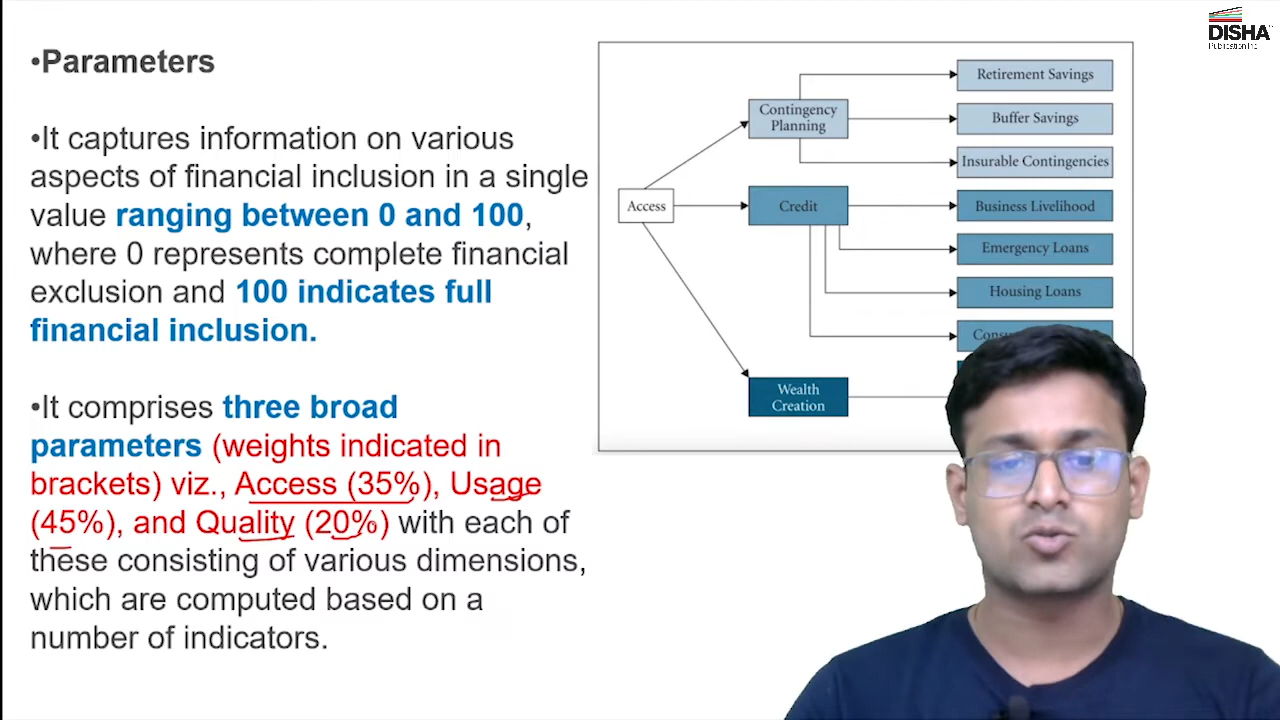 DISHA
Publication Inc
•Parameters
•It captures information on various
aspects of financial inclusion in a single
value ranging between 0 and 100,
where 0 represents complete financial
exclusion and 100 indicates full
financial inclusion.
•It comprises three broad
parameters (weights indicated in
brackets) viz., Access (35%), Usage
(45%), and Quality (20%) with each of
these consisting of various dimensions,
which are computed based on a
number of indicators.
Access
Contingency
Planning
Credit
Wealth
Creation
Retirement Savings
Buffer Savings
Insurable Contingencies
Business Livelihood
Emergency Loans
Housing Loans